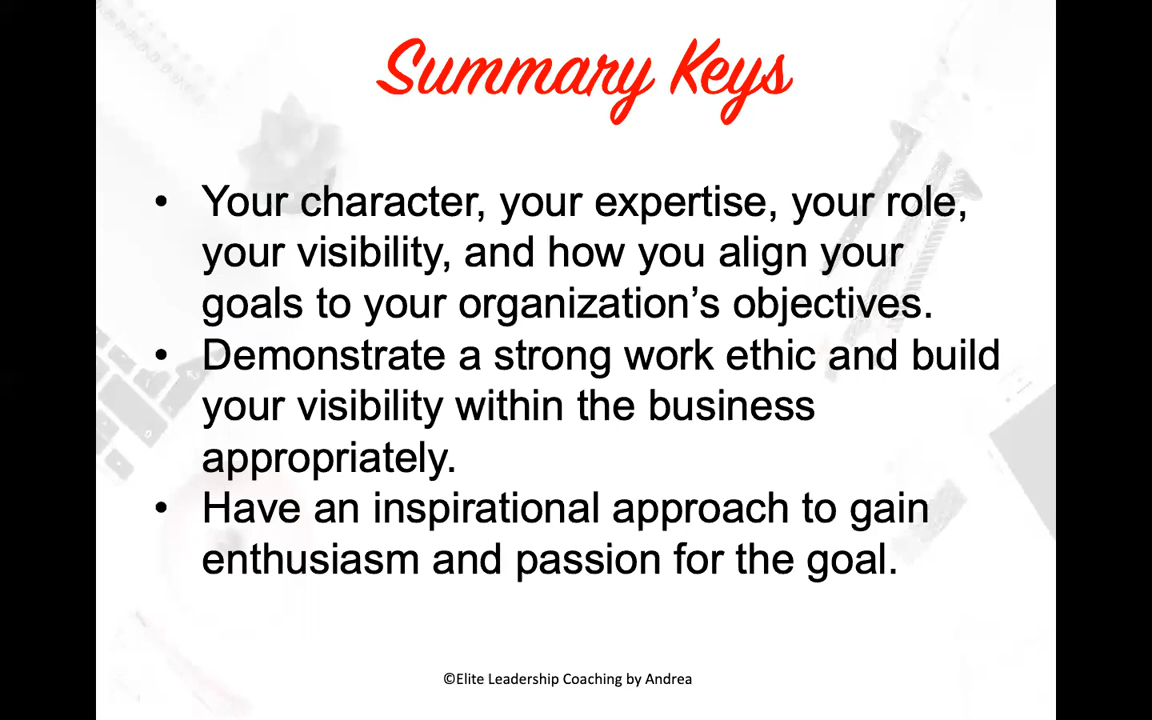 Summary Keys
• Your character, your expertise, your role,
your visibility, and how you align your
goals to your organization’s objectives.
• Demonstrate a strong work ethic and build
your visibility within the business
appropriately.
• Have an inspirational approach to gain
enthusiasm and passion for the goal.
©Elite Leadership Coaching by Andrea